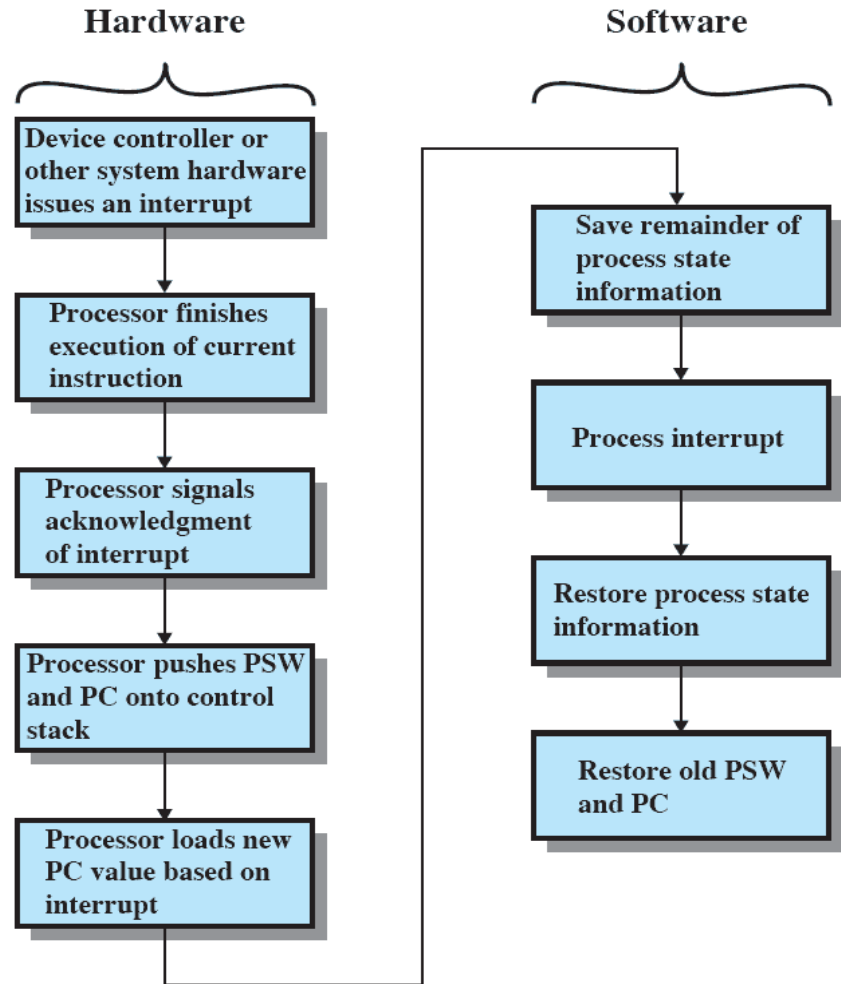 Hardware
Device controller or
other system hardware
issues an interrupt
Processor finishes
execution of current
instruction
Processor signals
acknowledgment
of interrupt
Processor pushes PSW
and PC onto control
stack
Processor loads new
PC value based on
interrupt
Software
Save remainder of
process state
information
Process interrupt
Restore process state
information
Restore old PSW
and PC